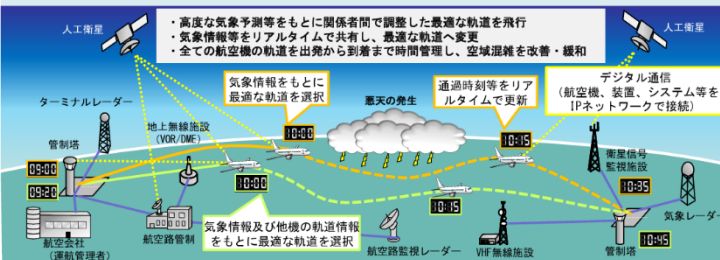 ・高度な気象予測等をもとに関係者間で調整した最適な軌道を飛行
・気象情報等をリアルタイムで共有し、最適な軌道へ変更
・全ての航空機の軌道を出発から到着まで時間管理し、空域混雑を改善・緩和
人工衛星
人工衛星
気象情報をもとに
最適な軌道を選択
悪天の発生
通過時刻等をリア
ルタイムで更新
デジタル通信
(航空機、装置、システム等を
IPネットワークで接続)
ターミナルレーダー
地上無線施設
(VOR/DME)
管制塔
10:00
10:15
衛星信号
監視施設
09:00
09:20
10:00
10:15
10:35
気象レーダー
気象情報及び他機の軌道情報
をもとに最適な軌道を選択
10:45
航空会社
(運航管理者)
航空路管制
航空路監視レーダー
VHF無線施設
管制塔